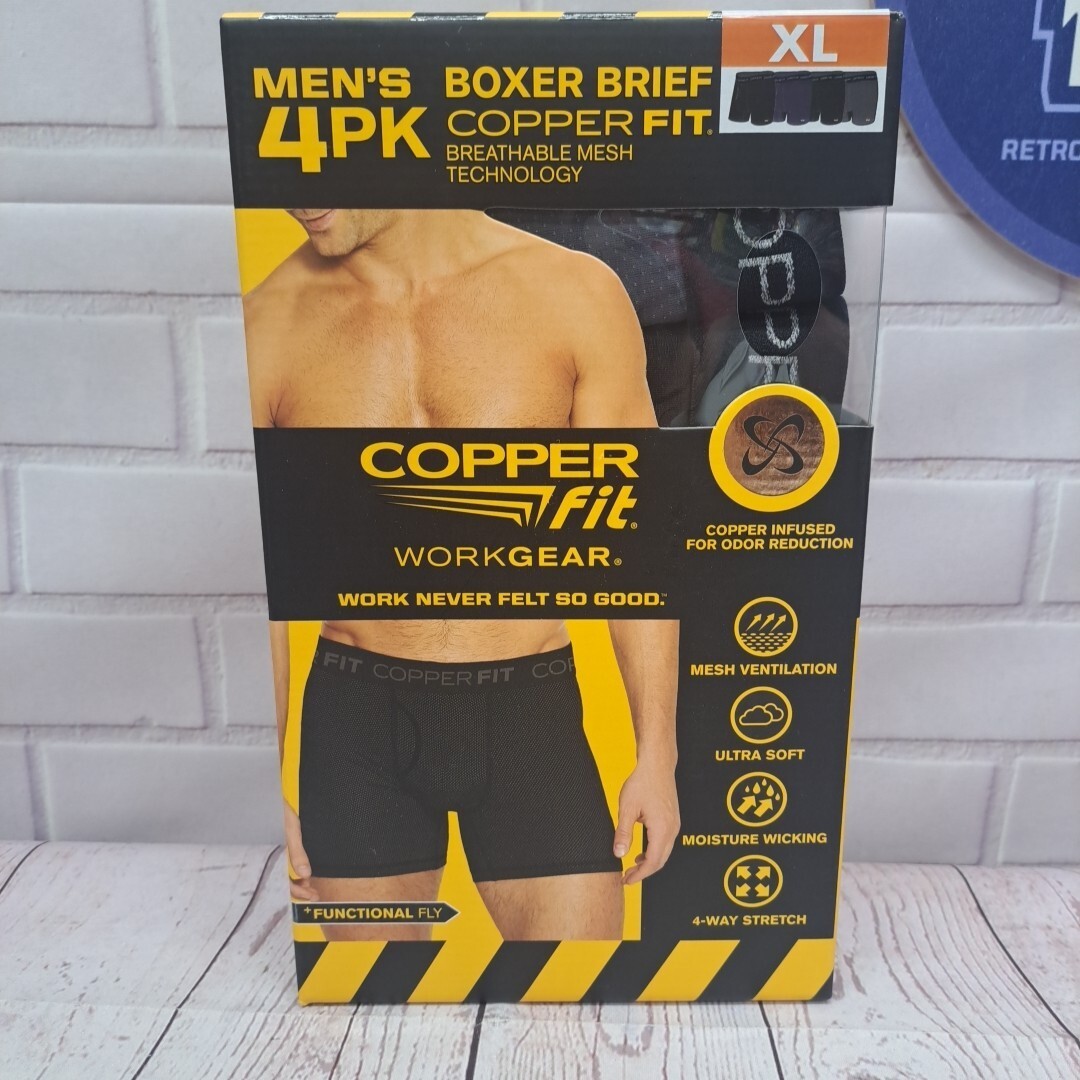 XL
MEN'S
4PK
BOXER BRIEF
COPPER FIT®
BREATHABLE MESH
TECHNOLOGY
RETRO
OPPE
COPPER
fit®
WORKGEAR®
WORK NEVER FELT SO GOOD.™
COPPER INFUSED
FOR ODOR REDUCTION
FIT COPPER FIT COP
MESH VENTILATION
ULTRA SOFT
MOISTURE WICKING
4-WAY STRETCH
+FUNCTIONAL FLY